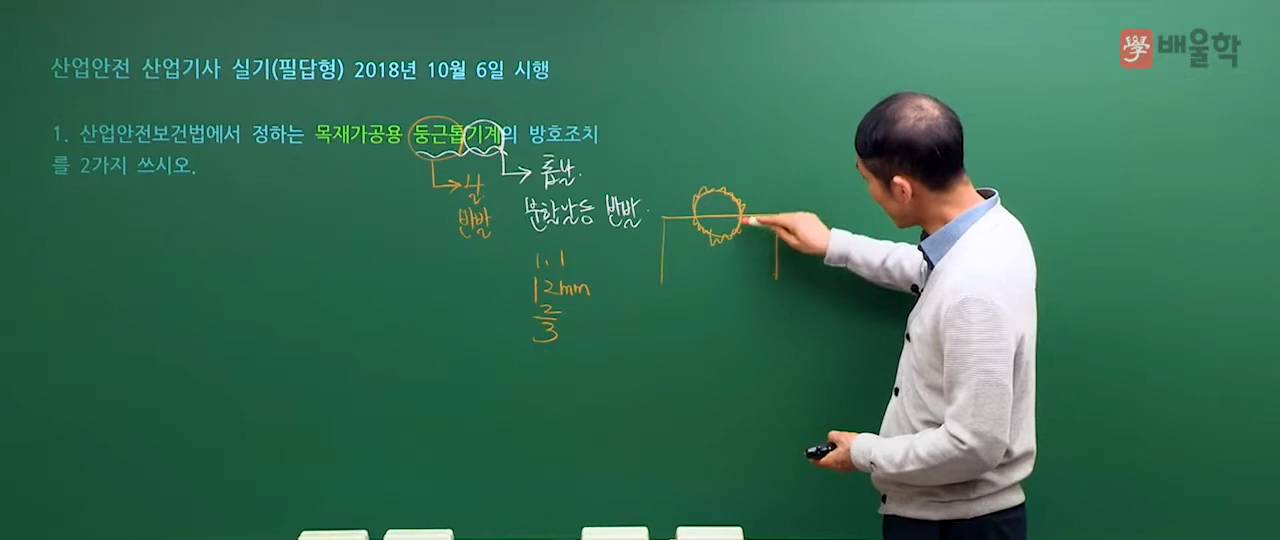 學 배울학
산업안전 산업기사 실기(필답형) 2018년 10월 6일 시행
1. 산업안전보건법에서 정하는 목재가공용 둥근톱기계의 방호조치
를 2가지 쓰시오.
날 톱날.
반발 분할날등 반발.
1.1
12mm
2
3